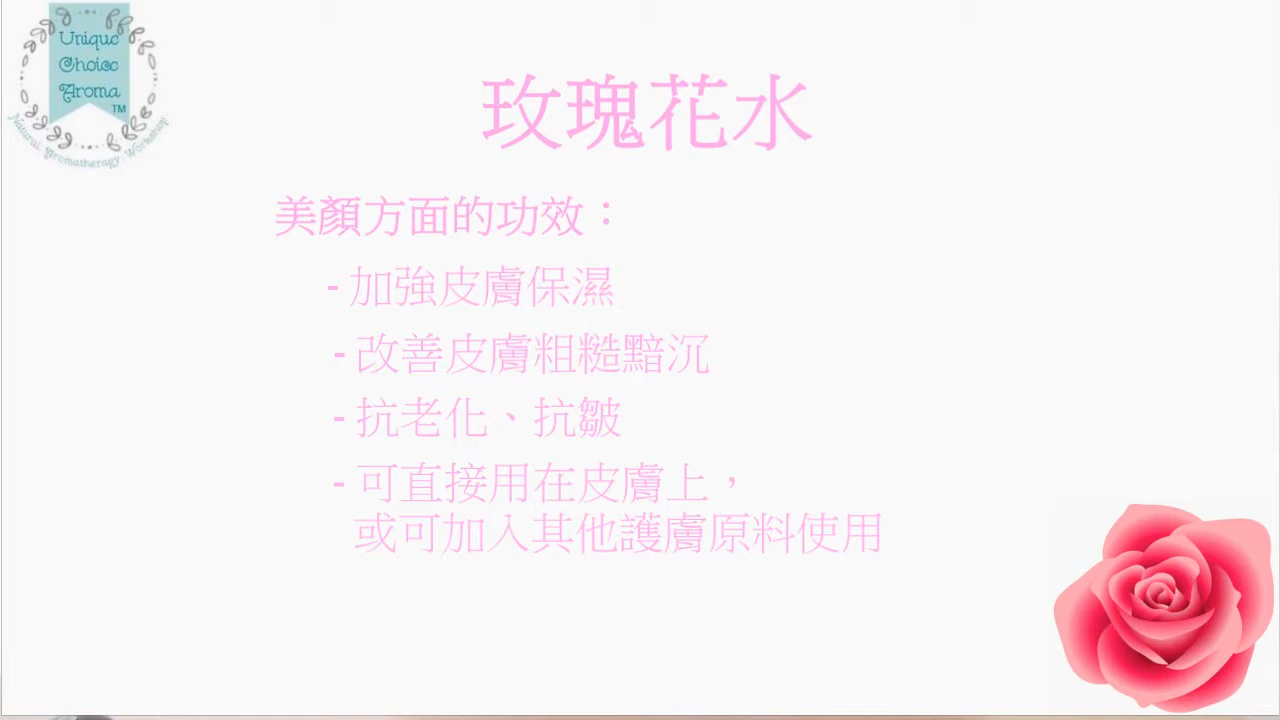 Unique
Choice
Aroma
TM
Natural Aromatherapy Workshop
玫瑰花水
美顏方面的功效：
- 加強皮膚保濕
- 改善皮膚粗糙黯沉
- 抗老化、抗皺
- 可直接用在皮膚上，
或可加入其他護膚原料使用